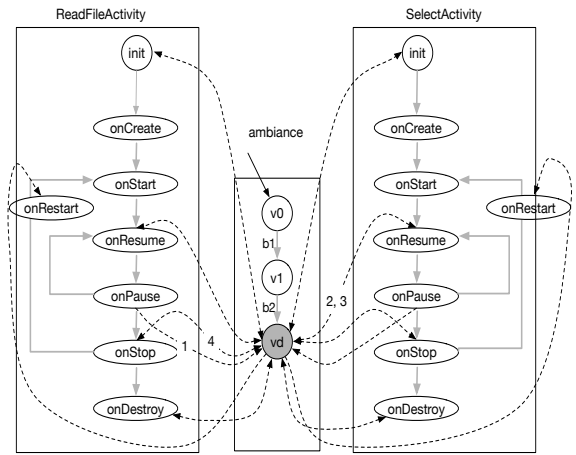 ReadFileActivity
SelectActivity
init
init
onCreate
onCreate
ambiance
onStart
onStart
onRestart
v0
onRestart
onResume
b1
onResume
v1
onPause
b2
2, 3
onPause
1
4
vd
onStop
onStop
onDestroy
onDestroy